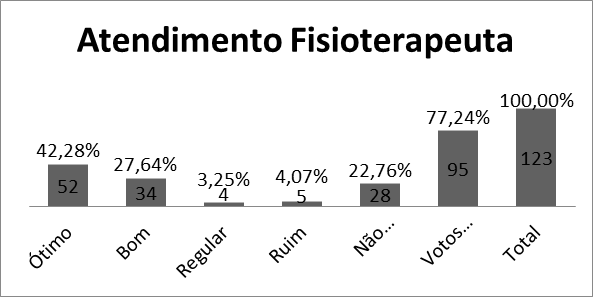 Atendimento Fisioterapeuta
42,28% 27,64% 3,25% 4,07% 22,76% 77,24% 100,00%
52 34 4 5 28 95 123
Ótimo Bom Regular Ruim Não... Votos... Total